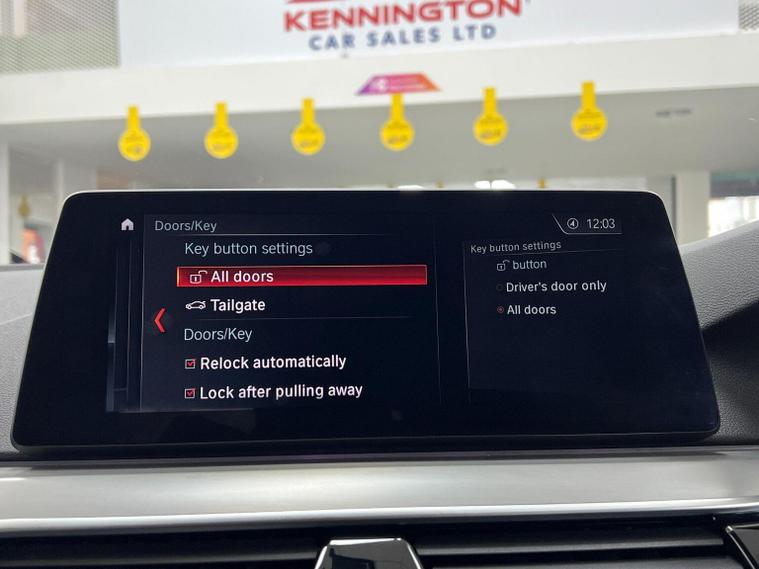 KENNINGTON
CAR SALES LTD
Doors/Key
12:03
Key button settings
All doors
Tailgate
Doors/Key
Relock automatically
Lock after pulling away
Key button settings
button
Driver's door only
All doors